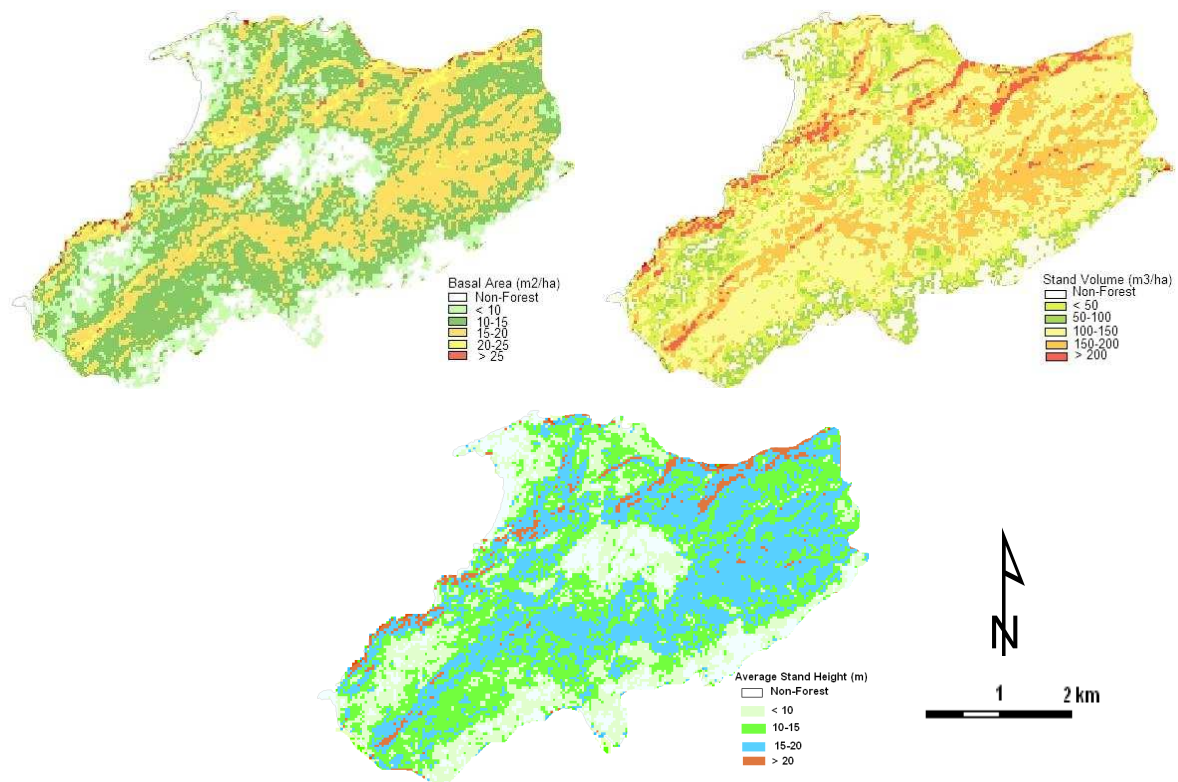 Basal Area (m2/ha)
Non-Forest
< 10
10-15
15-20
20-25
> 25
Stand Volume (m3/ha)
Non-Forest
< 50
50-100
100-150
150-200
> 200
Average Stand Height (m)
Non-Forest
< 10
10-15
15-20
> 20
N
1 2 km